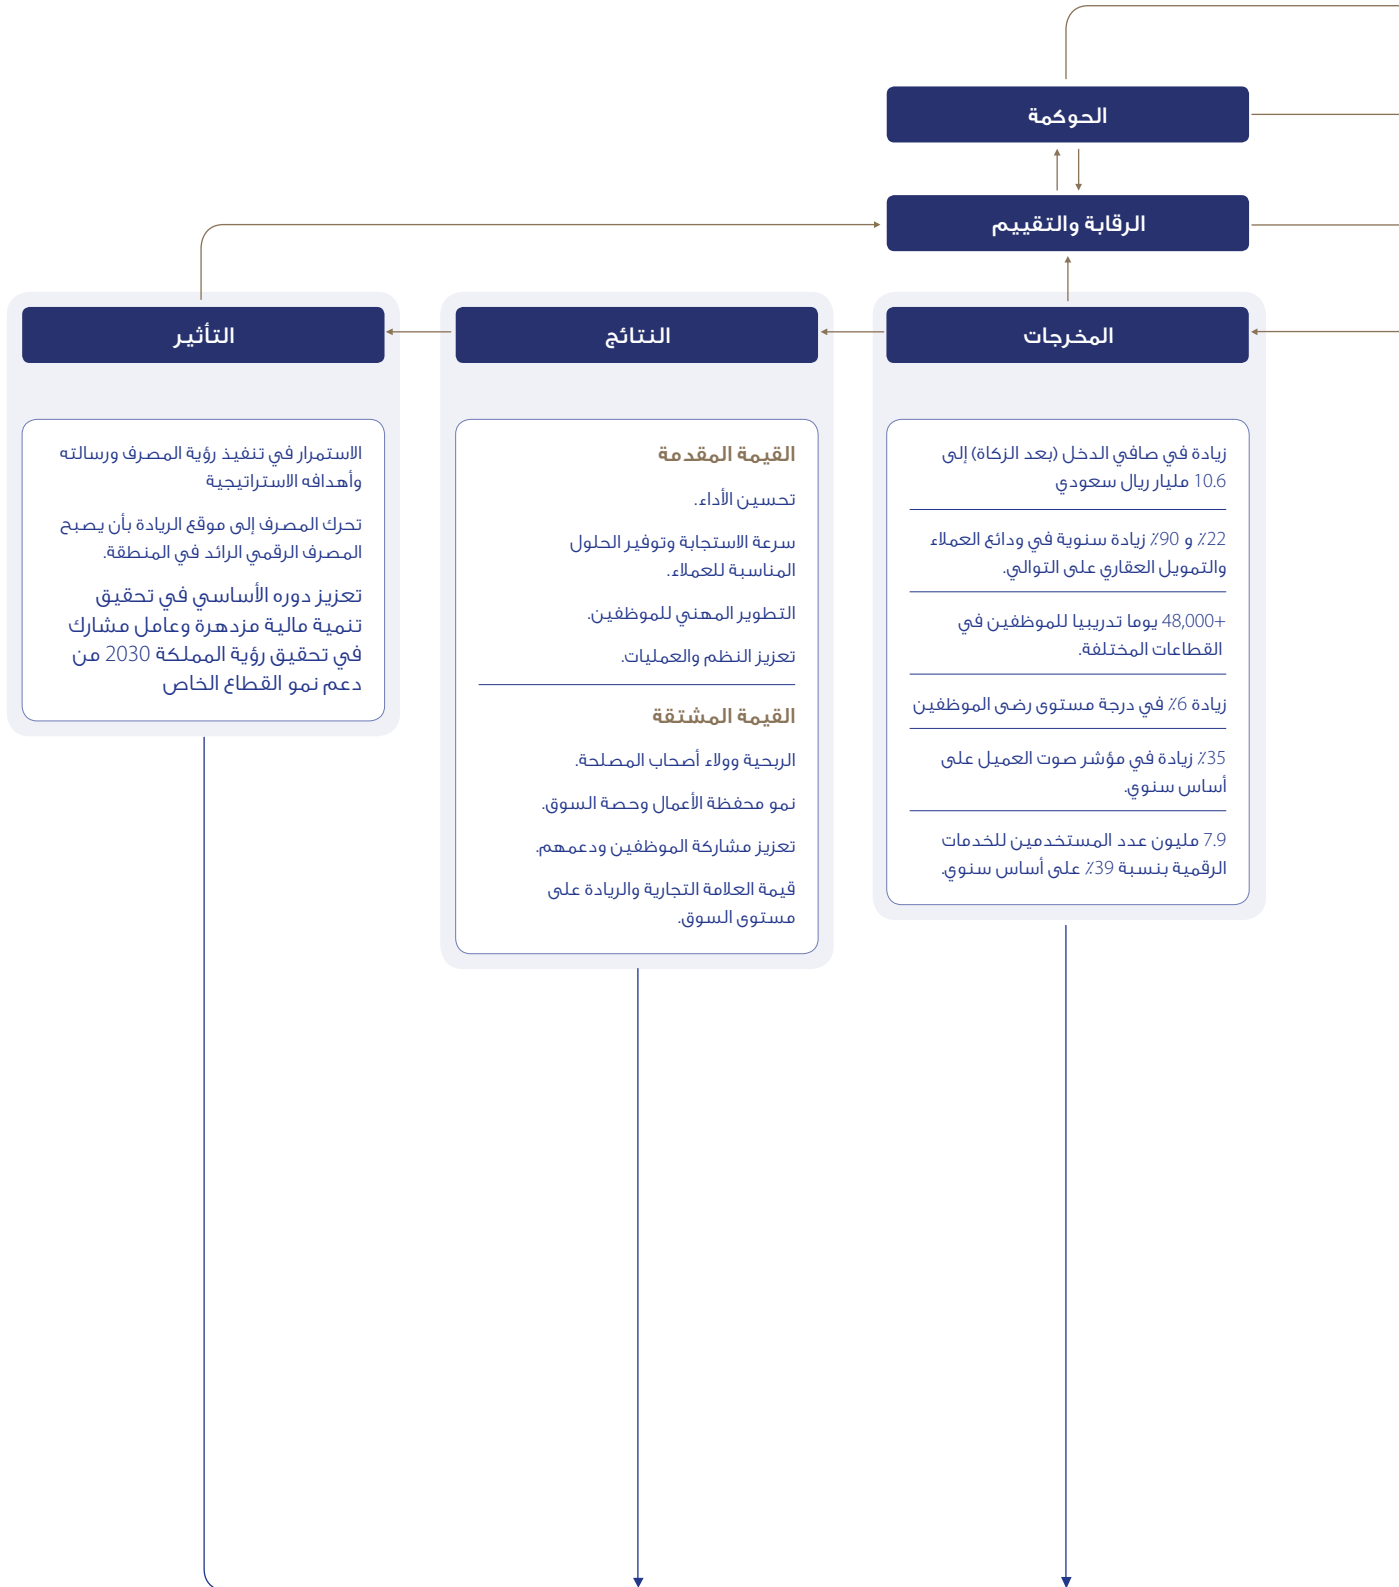 الحوكمة
الرقابة والتقييم
المخرجات
زيادة في صافي الدخل (بعد الزكاة) إلى
10.6 مليار ريال سعودي
22٪ و 90٪ زيادة سنوية في ودائع العملاء
والتمويل العقاري على التوالي.
+48,000 يوما تدريبيا للموظفين في
القطاعات المختلفة.
زيادة 6٪ في درجة مستوى رضى الموظفين
35٪ زيادة في مؤشر صوت العميل على
أساس سنوي.
7.9 مليون عدد المستخدمين للخدمات
الرقمية بنسبة 39٪ على أساس سنوي.
النتائج
القيمة المقدمة
تحسين الأداء.
سرعة الاستجابة وتوفير الحلول
المناسبة للعملاء.
التطوير المهني للموظفين.
تعزيز النظم والعمليات.
القيمة المشتقة
الربحية وولاء أصحاب المصلحة.
نمو محفظة الأعمال وحصة السوق.
تعزيز مشاركة الموظفين ودعمهم.
قيمة العلامة التجارية والريادة على
مستوى السوق.
التأثير
الاستمرار في تنفيذ رؤية المصرف ورسالته
وأهدافه الاستراتيجية
تحرك المصرف إلى موقع الريادة بأن يصبح
المصرف الرقمي الرائد في المنطقة.
تعزيز دوره الأساسي في تحقيق
تنمية مالية مزدهرة وعامل مشارك
في تحقيق رؤية المملكة 2030 من
دعم نمو القطاع الخاص